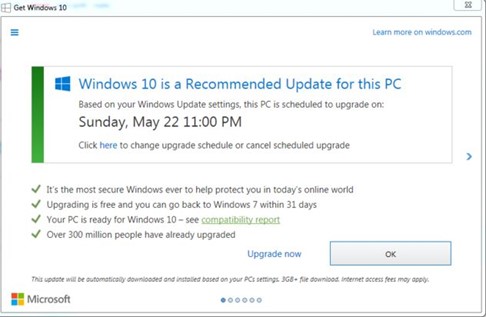 Get Windows 10
Learn more on windows.com
Windows 10 is a Recommended Update for this PC
Based on your Windows Update settings, this PC is scheduled to upgrade on:
Sunday, May 22 11:00 PM
Click here to change upgrade schedule or cancel scheduled upgrade
It's the most secure Windows ever to help protect you in today's online world
Upgrading is free and you can go back to Windows 7 within 31 days
Your PC is ready for Windows 10 – see compatibility report
Over 300 million people have already upgraded
Upgrade now
OK
This update will be automatically downloaded and installed based on your PCs settings. 3GB+ file download. Internet access fees may apply.
Microsoft